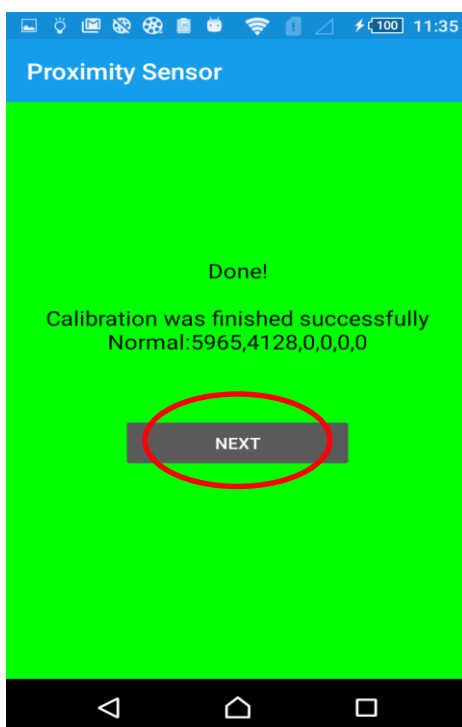 100 11:35
Proximity Sensor
Done!
Calibration was finished successfully
Normal:5965,4128,0,0,0,0
NEXT